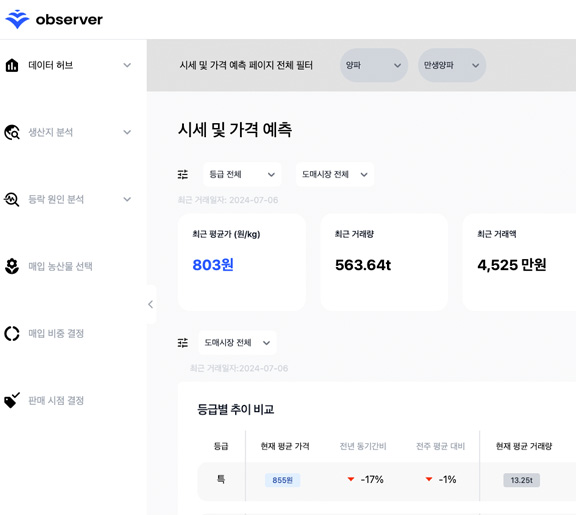 observer
데이터 허브
생산지 분석
등락 원인 분석
매입 농산물 선택
매입 비중 결정
판매 시점 결정
시세 및 가격 예측 페이지 전체 필터
양파
만생양파
시세 및 가격 예측
등급 전체
도매시장 전체
최근 거래일자: 2024-07-06
최근 평균가 (원/kg)
803원
최근 거래량
563.64t
최근 거래액
4,525 만원
도매시장 전체
최근 거래일자:2024-07-06
등급별 추이 비교
등급 현재 평균 가격 전년 동기간비 전주 평균 대비 현재 평균 거래량
특 855원 -17% -1% 13.25t